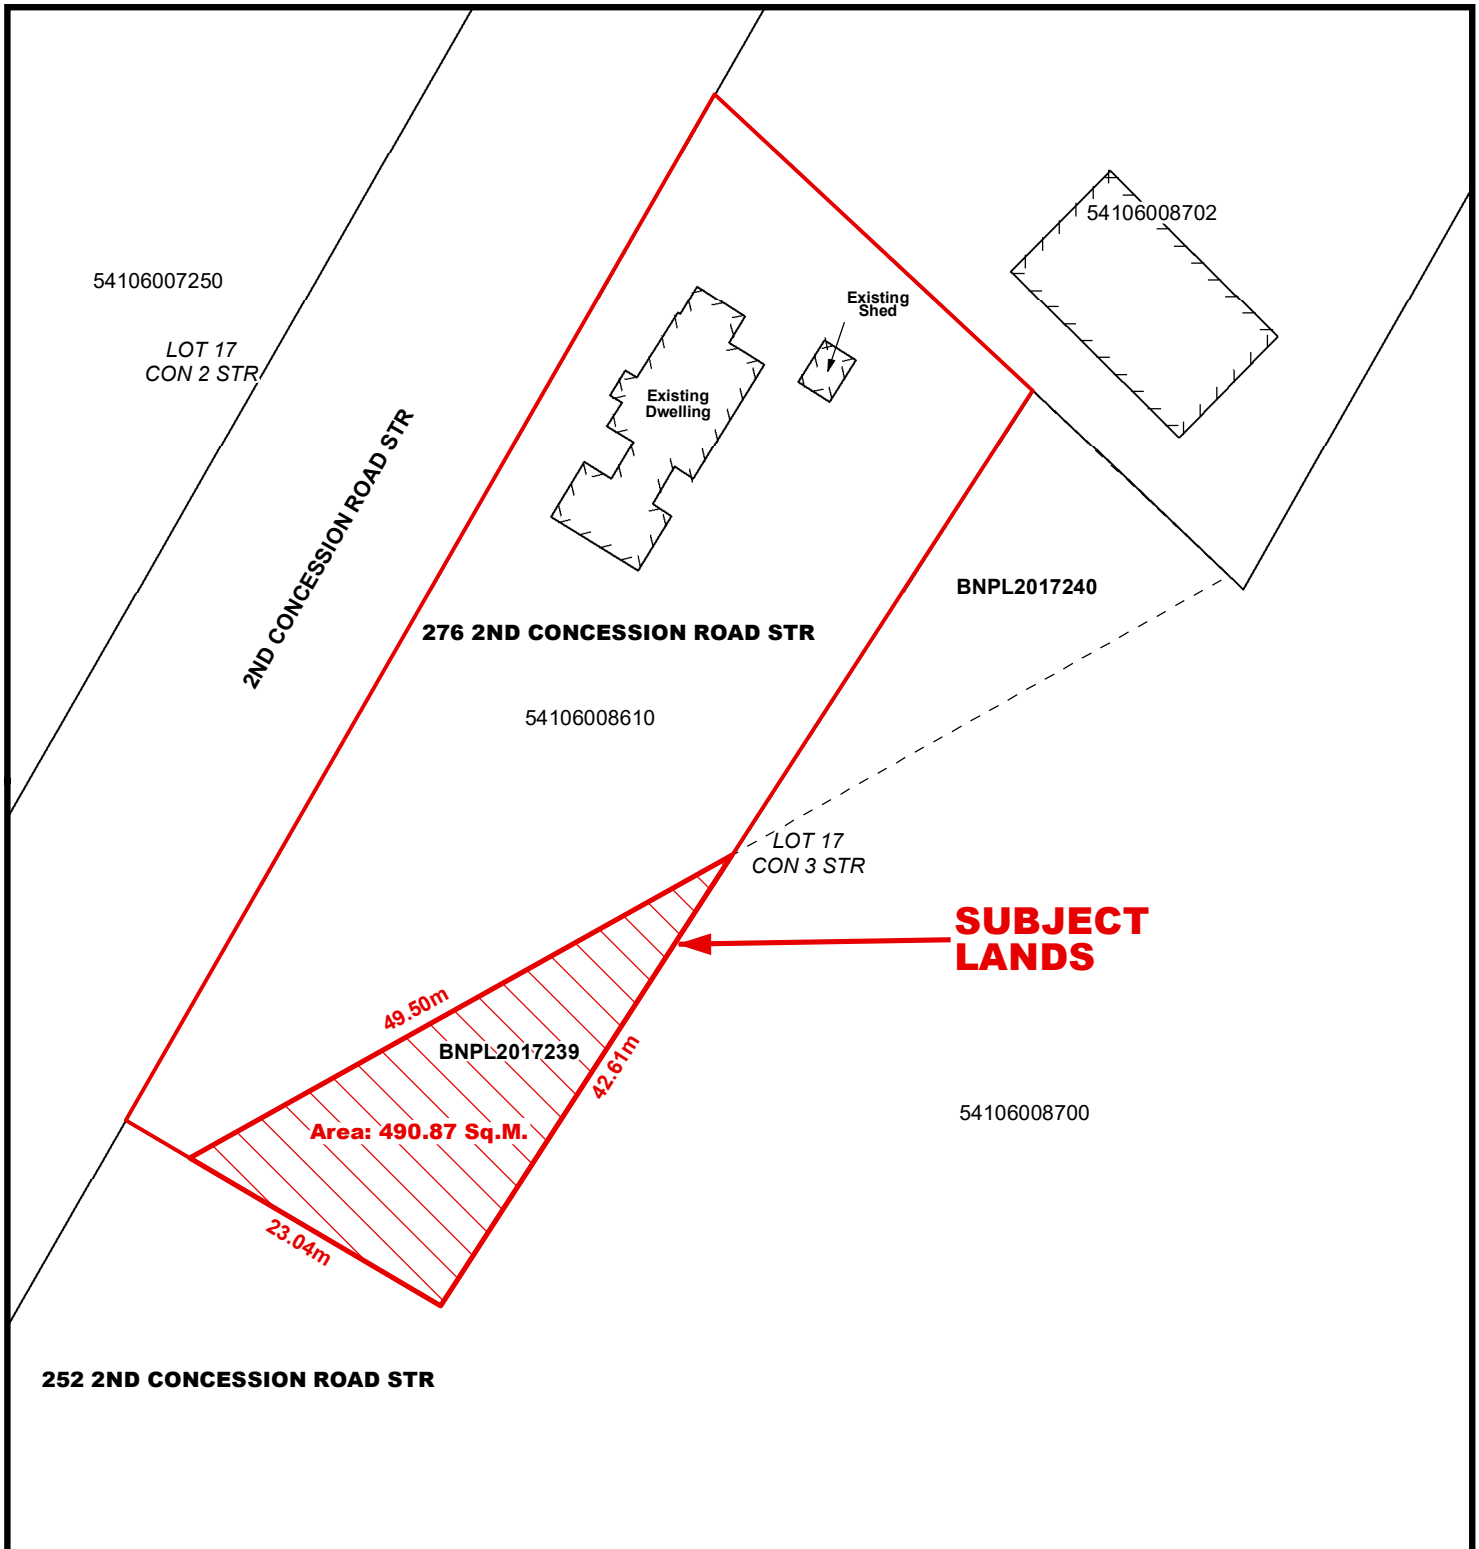 54106008702
54106007250
Existing
Shed
LOT 17
CON 2 STR
Existing
Dwelling
2ND CONCESSION ROAD STR
BNPL2017240
276 2ND CONCESSION ROAD STR
54106008610
LOT 17
CON 3 STR
SUBJECT
LANDS
49.50m
BNPL2017239
42.61m
54106008700
Area: 490.87 Sq.M.
23.04m
252 2ND CONCESSION ROAD STR